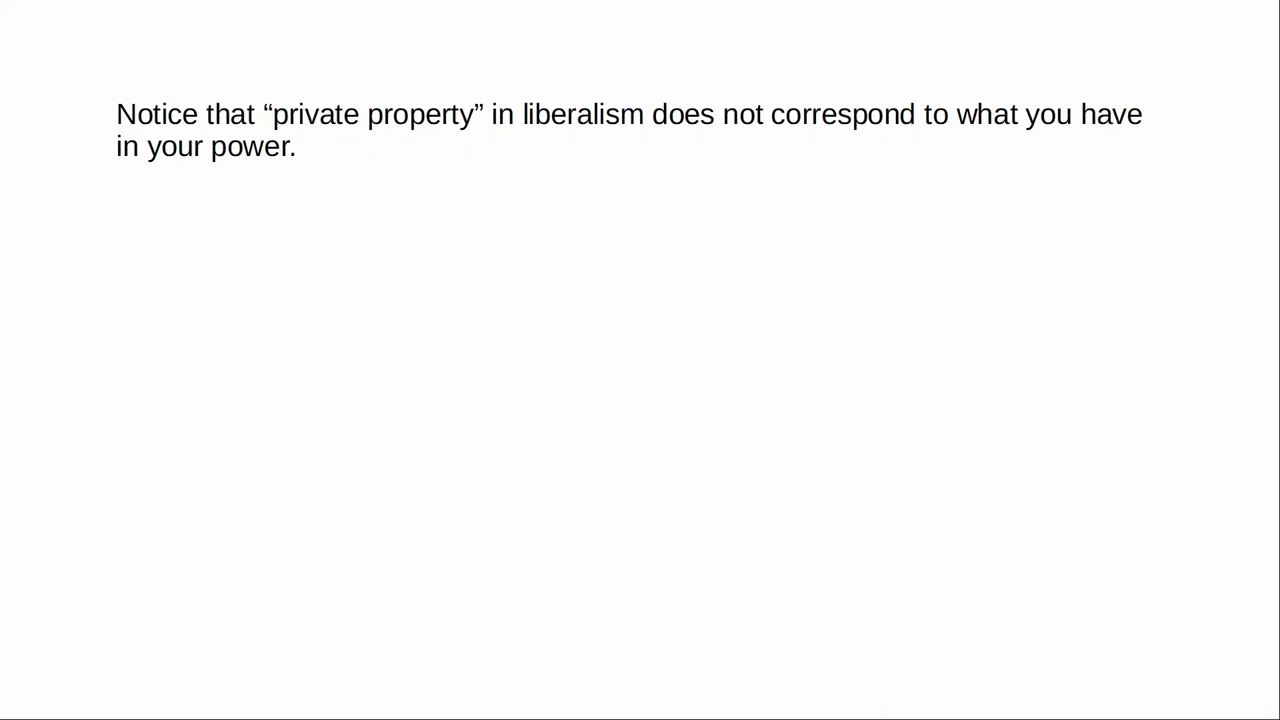 Notice that “private property” in liberalism does not correspond to what you have
in your power.